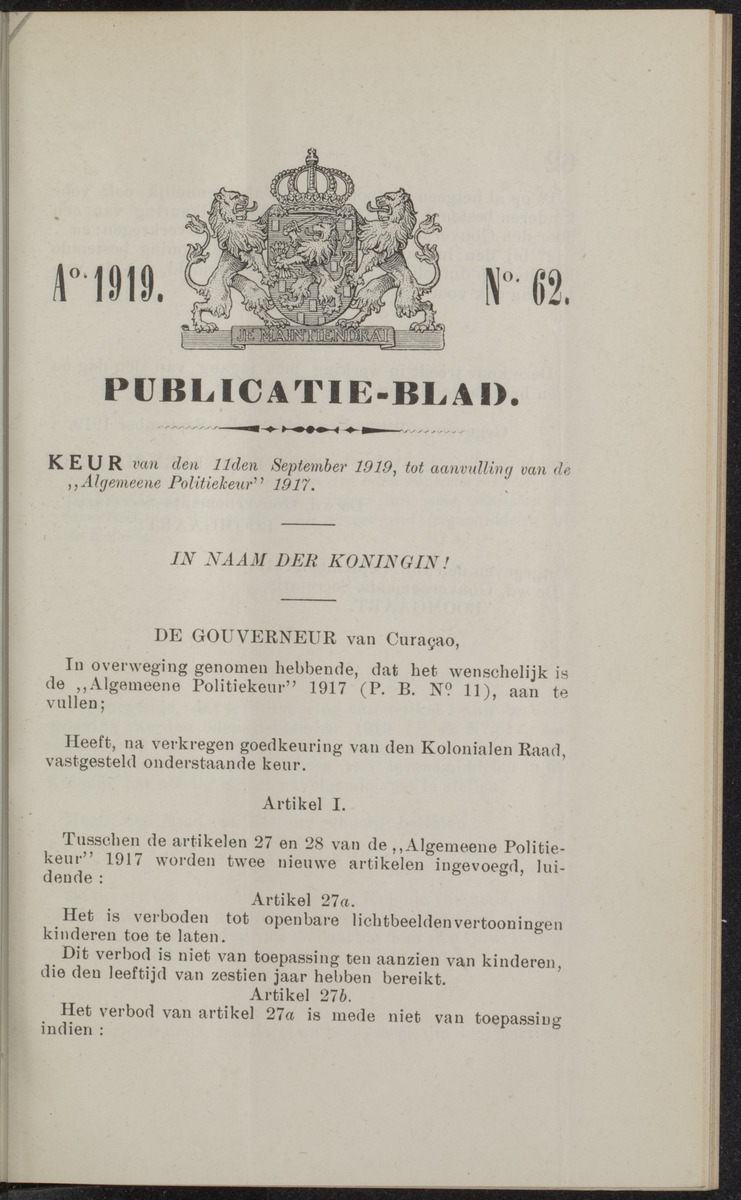 Aº. 1919.
Nº. 62.
JE MAINTIENDRAI
PUBLICATIE-BLAD.
KEUR van den 11den September 1919, tot aanvulling van de
,,Algemeene Politiekeur" 1917.
IN NAAM DER KONINGIN!
DE GOUVERNEUR van Curaçao,
In overweging genomen hebbende, dat het wenschelijk is
de ,,Algemeene Politiekeur" 1917 (P. B. Nº 11), aan te
vullen;
Heeft, na verkregen goedkeuring van den Kolonialen Raad,
vastgesteld onderstaande keur.
Artikel I.
Tusschen de artikelen 27 en 28 van de ,,Algemeene Politie-
keur" 1917 worden twee nieuwe artikelen ingevoegd, lui-
dende :
Artikel 27a.
Het is verboden tot openbare lichtbeeldenvertooningen
kinderen toe te laten.
Dit verbod is niet van toepassing ten aanzien van kinderen,
die den leeftijd van zestien jaar hebben bereikt.
Artikel 27b.
Het verbod van artikel 27a is mede niet van toepassing
indien :